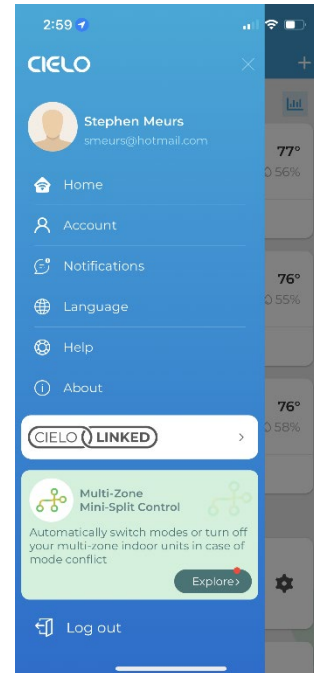 2:59
CIELO
Stephen Meurs
smeurs@hotmail.com
Home
Account
Notifications
Language
Help
About
CIELO LINKED
Multi-Zone
Mini-Split Control
Automatically switch modes or turn off
your multi-zone indoor units in case of
mode conflict
Explore>
Log out
77°
56%
76°
55%
76°
58%